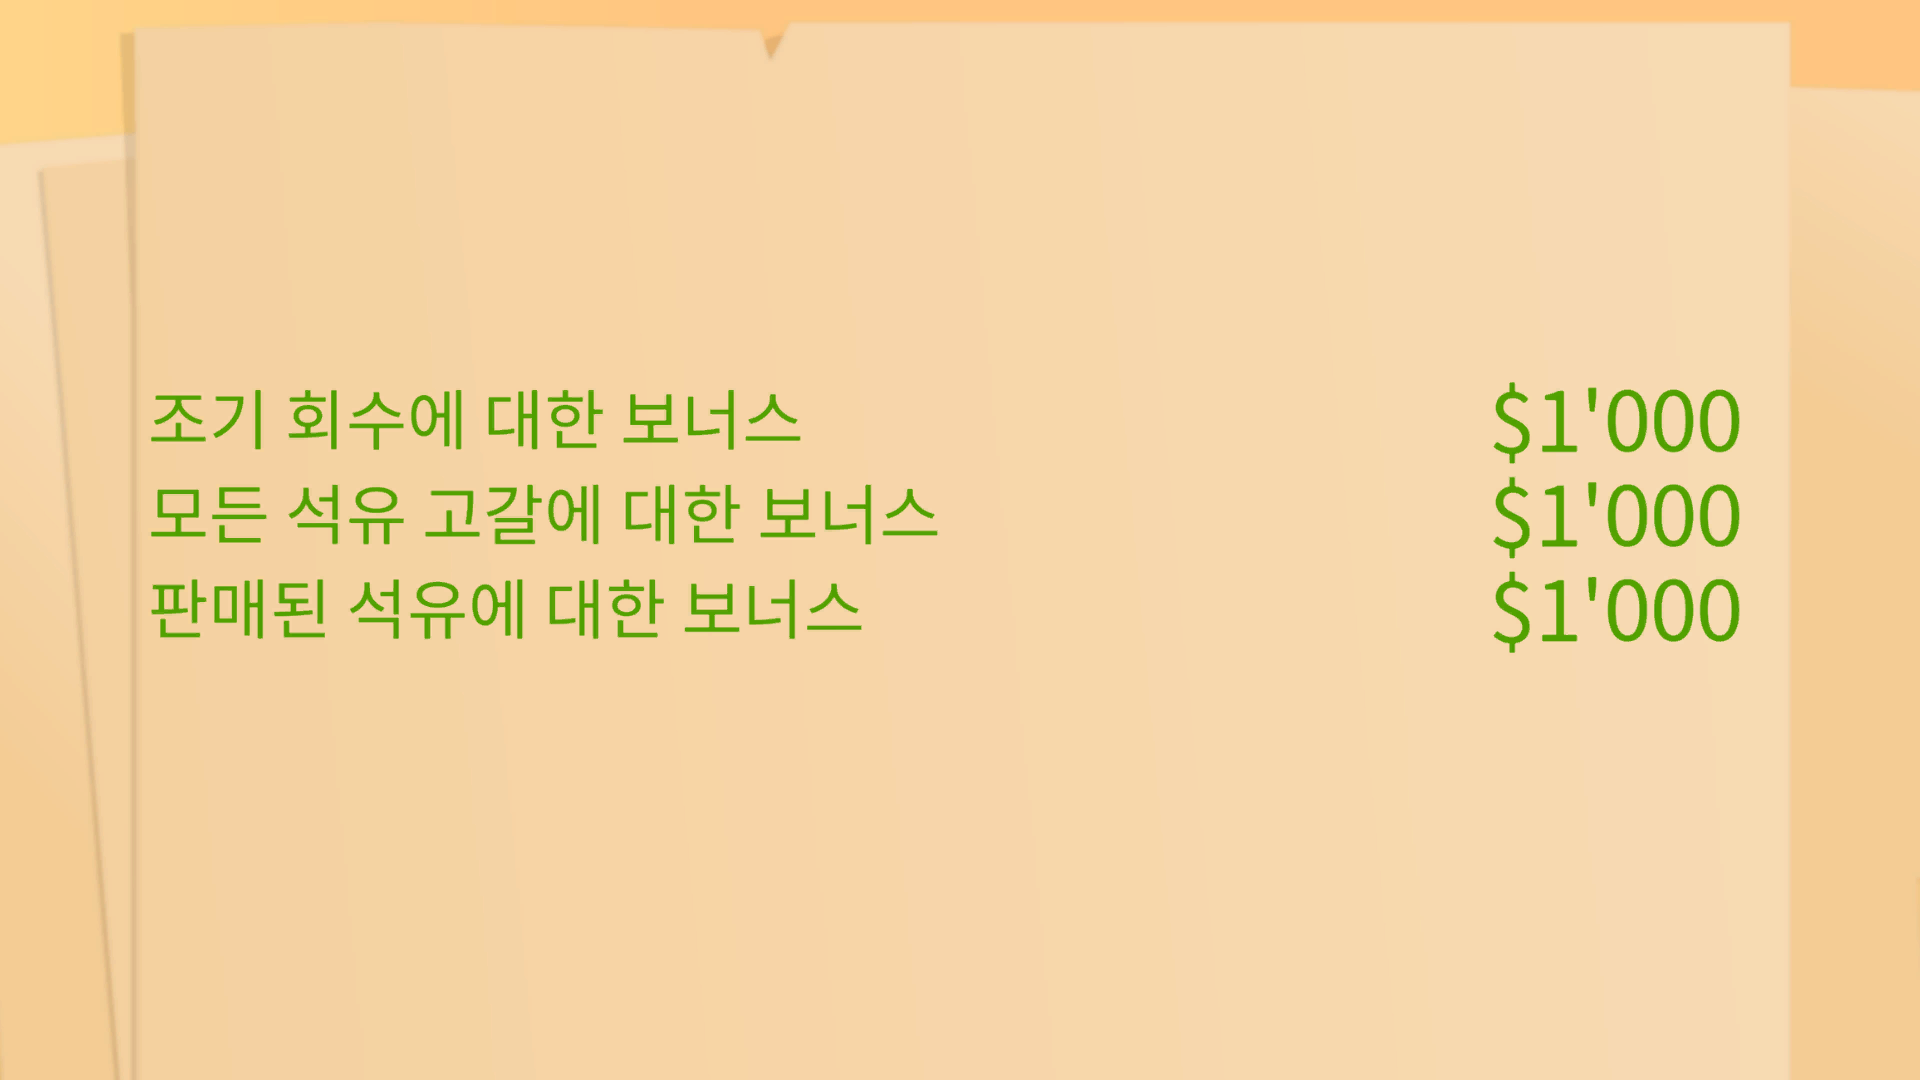 조기 회수에 대한 보너스 $1'000
모든 석유 고갈에 대한 보너스 $1'000
판매된 석유에 대한 보너스 $1'000